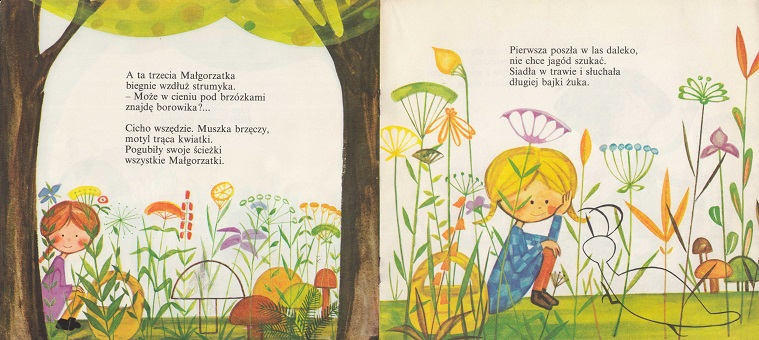 A ta trzecia Małgorzatka
biegnie wzdłuż strumyka.
– Może w cieniu pod brzózkami
znajdę borowika?...
Cicho wszędzie. Muszka brzęczy,
motyl trąca kwiatki.
Pogubiły swoje ścieżki
wszystkie Małgorzatki.
Pierwsza poszła w las daleko,
nie chce jagód szukać.
Siadła w trawie i słuchała
długiej bajki żuka.